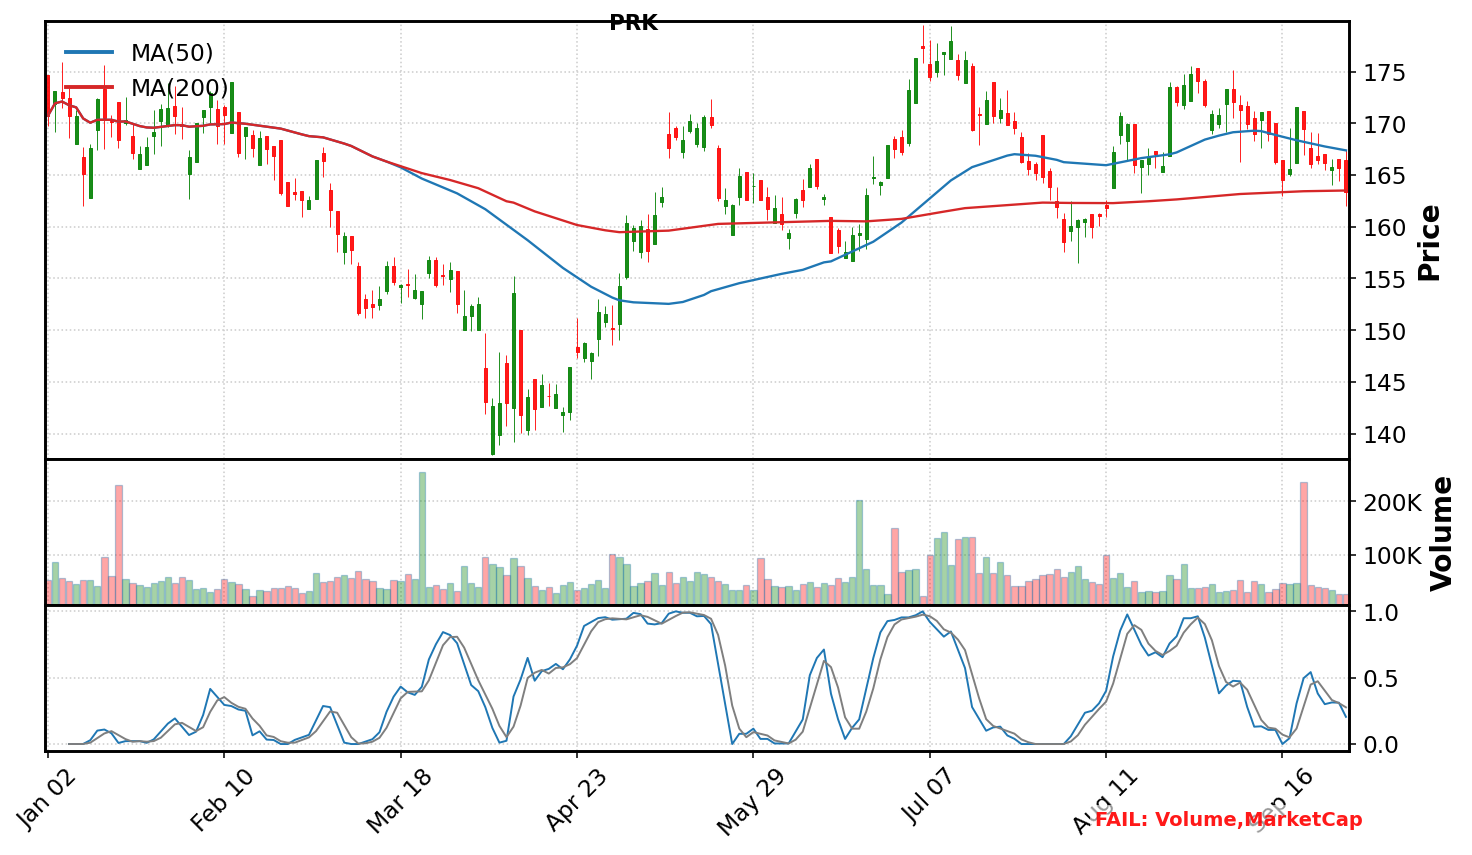 PRK
MA(50)
MA(200)
175
170
165
160
155
150
145
140
Price
200K
100K
Volume
1.0
0.5
0.0
Jan 02
Feb 10
Mar 18
Apr 23
May 29
Jul 07
Aug 11
Sep 16
FAIL: Volume,MarketCap